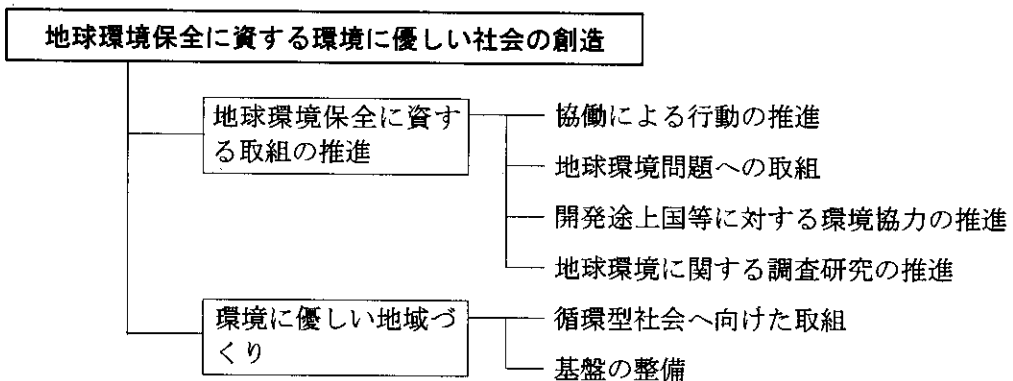 地球環境保全に資する環境に優しい社会の創造
地球環境保全に資す
る取組の推進
協働による行動の推進
地球環境問題への取組
開発途上国等に対する環境協力の推進
地球環境に関する調査研究の推進
環境に優しい地域づ
くり
循環型社会へ向けた取組
基盤の整備